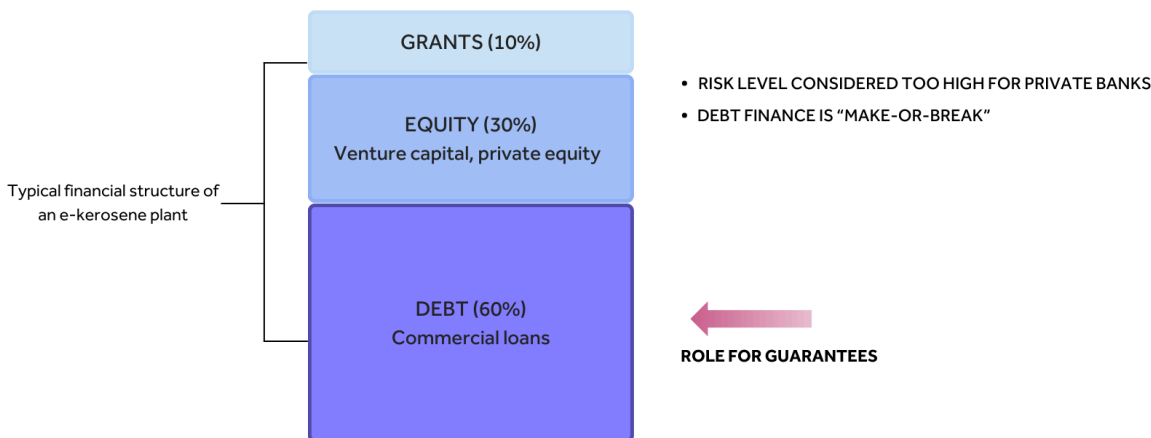 GRANTS (10%)
• RISK LEVEL CONSIDERED TOO HIGH FOR PRIVATE BANKS
• DEBT FINANCE IS “MAKE-OR-BREAK”
EQUITY (30%)
Venture capital, private equity
Typical financial structure of
an e-kerosene plant
DEBT (60%)
Commercial loans
ROLE FOR GUARANTEES